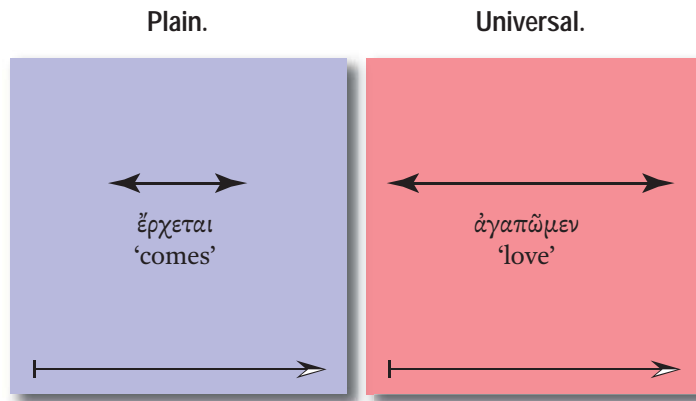 Plain.
Universal.
ἔρχεται
‘comes’
ἀγαπῶμεν
‘love’